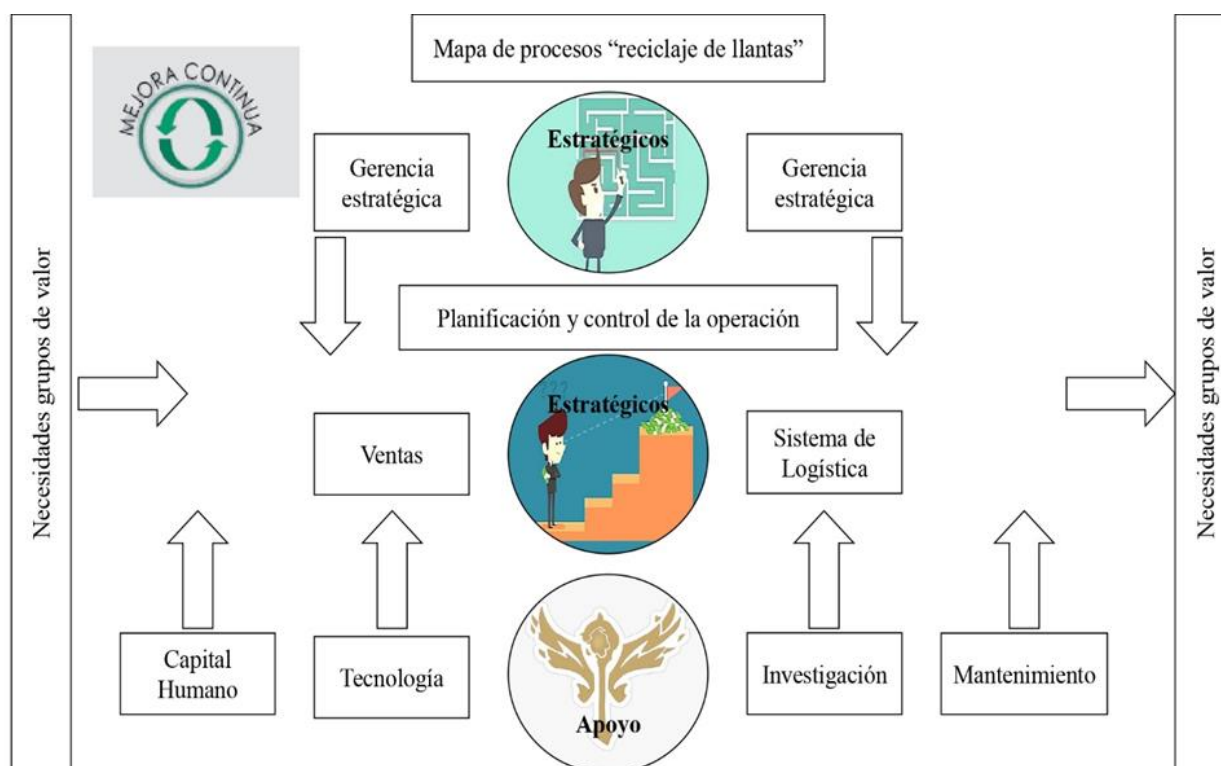 Mapa de procesos “reciclaje de llantas”
MEJORA CONTINUA
Estratégicos
Gerencia
estratégica
Gerencia
estratégica
Planificación y control de la operación
???
Estratégicos
Ventas
Sistema de
Logística
Necesidades grupos de valor
Necesidades grupos de valor
Capital
Humano
Tecnología
Apoyo
Investigación
Mantenimiento